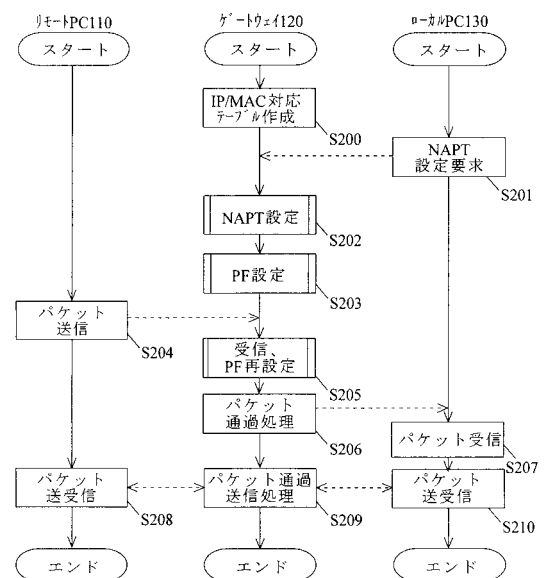 リモートPC110
ゲートウェイ120
ローカルPC130
スタート
スタート
スタート
IP/MAC対応
テーブル作成
S200
NAPT
設定要求
S201
NAPT設定
S202
PF設定
S203
パケット
送信
S204
受信、
PF再設定
S205
パケット
通過処理
S206
パケット受信
S207
パケット
送受信
S208
パケット通過
送信処理
S209
パケット
送受信
S210
エンド
エンド
エンド